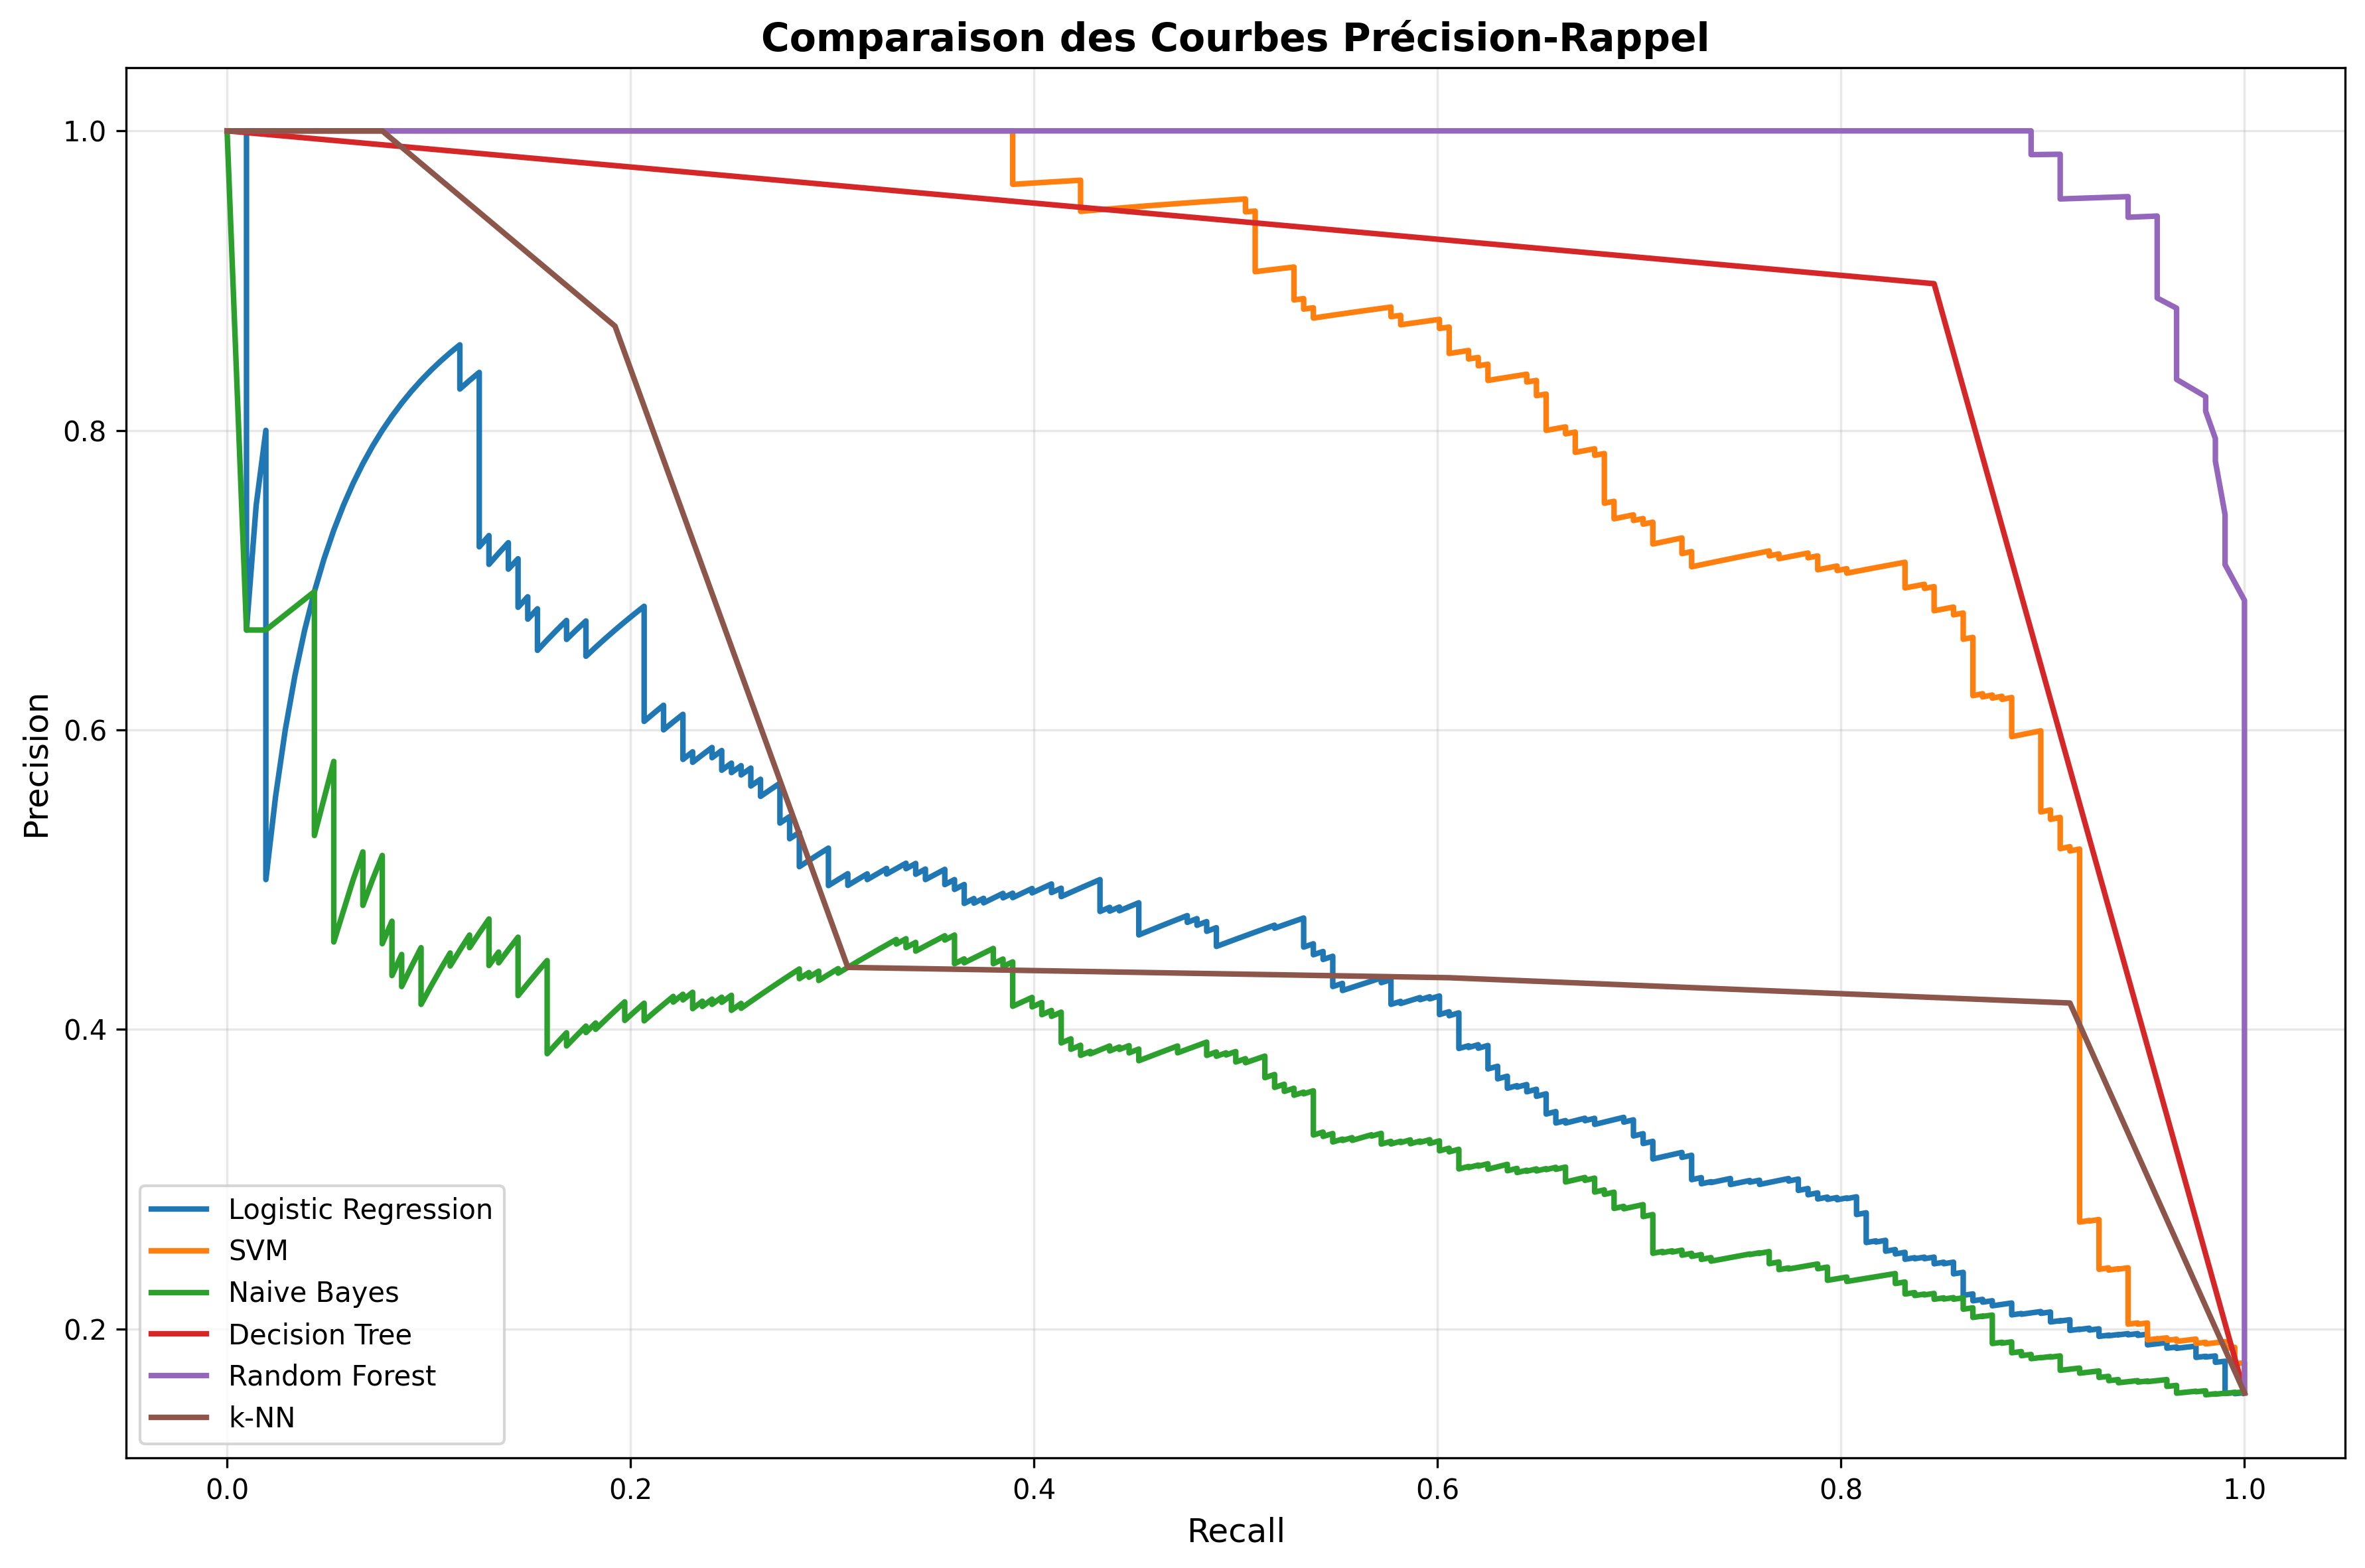 Comparaison des Courbes Précision-Rappel
1.0
0.8
0.6
0.4
0.2
Precision
Logistic Regression
SVM
Naive Bayes
Decision Tree
Random Forest
k-NN
0.0 0.2 0.4 0.6 0.8 1.0
Recall